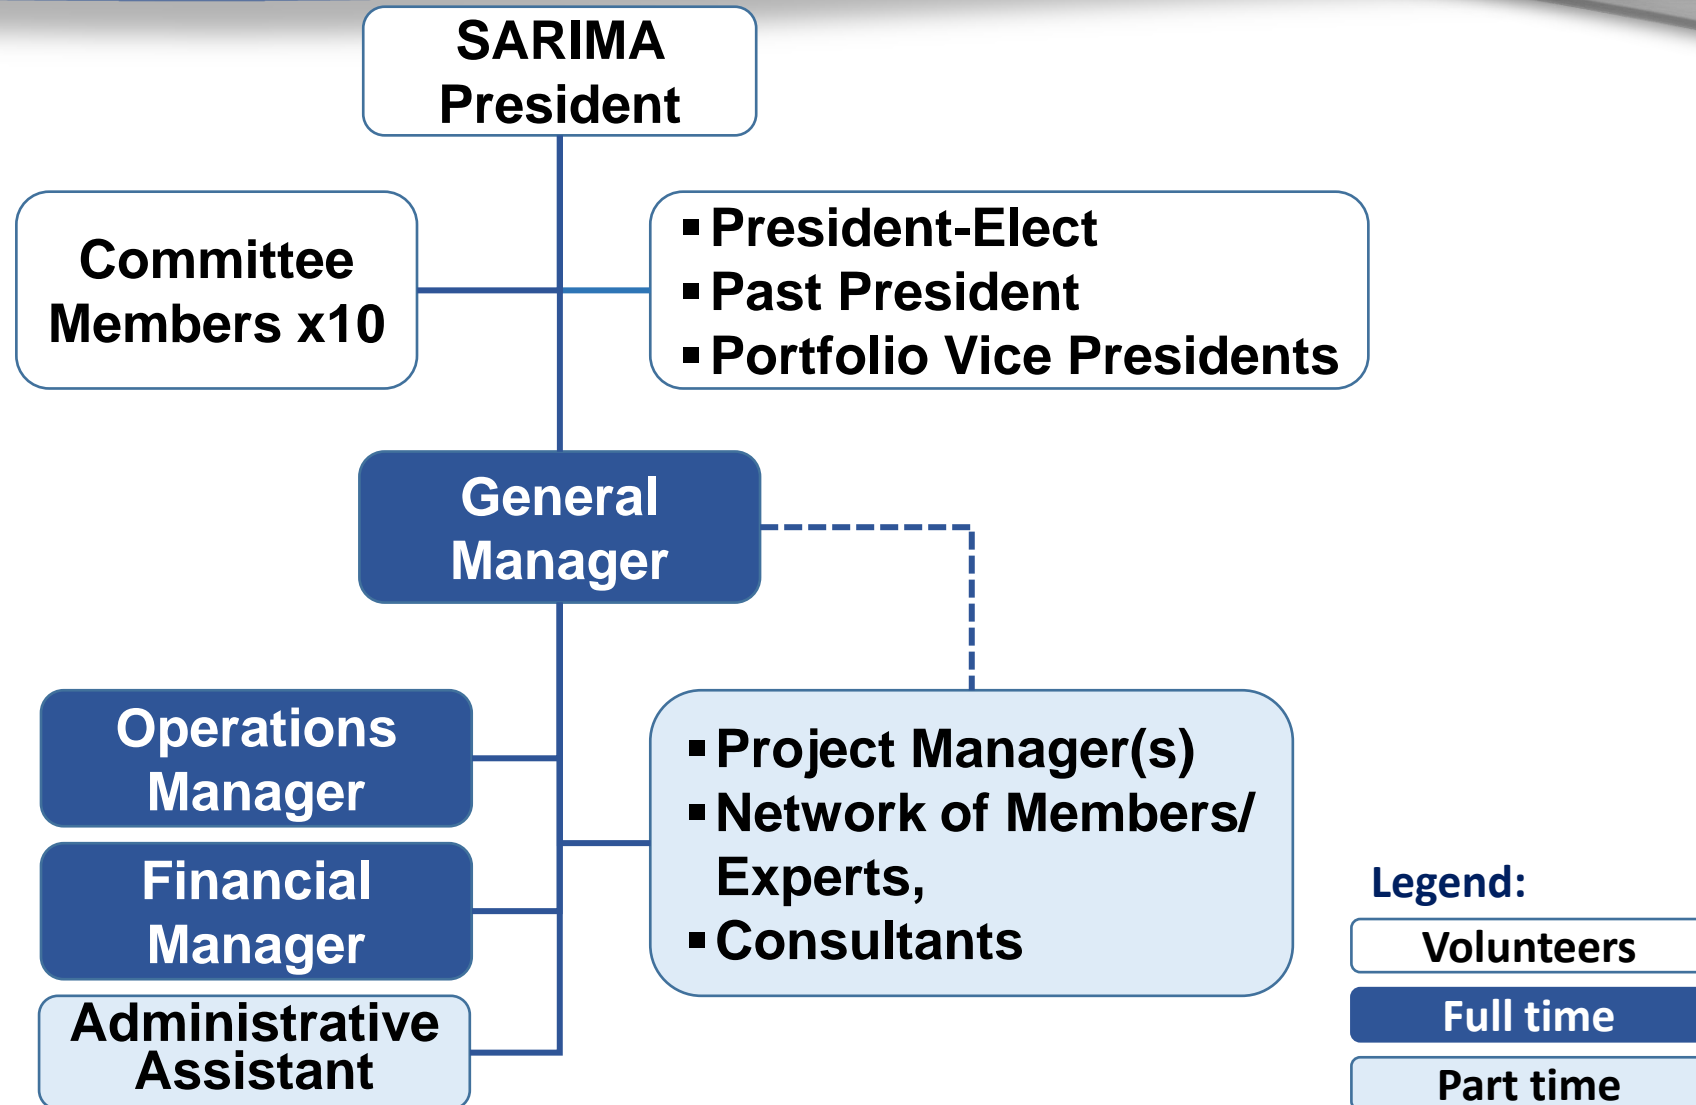 SARIMA
President
Committee
Members x10
▪ President-Elect
▪ Past President
▪ Portfolio Vice Presidents
General
Manager
Operations
Manager
Financial
Manager
Administrative
Assistant
▪ Project Manager(s)
▪ Network of Members/
Experts,
▪ Consultants
Legend:
Volunteers
Full time
Part time